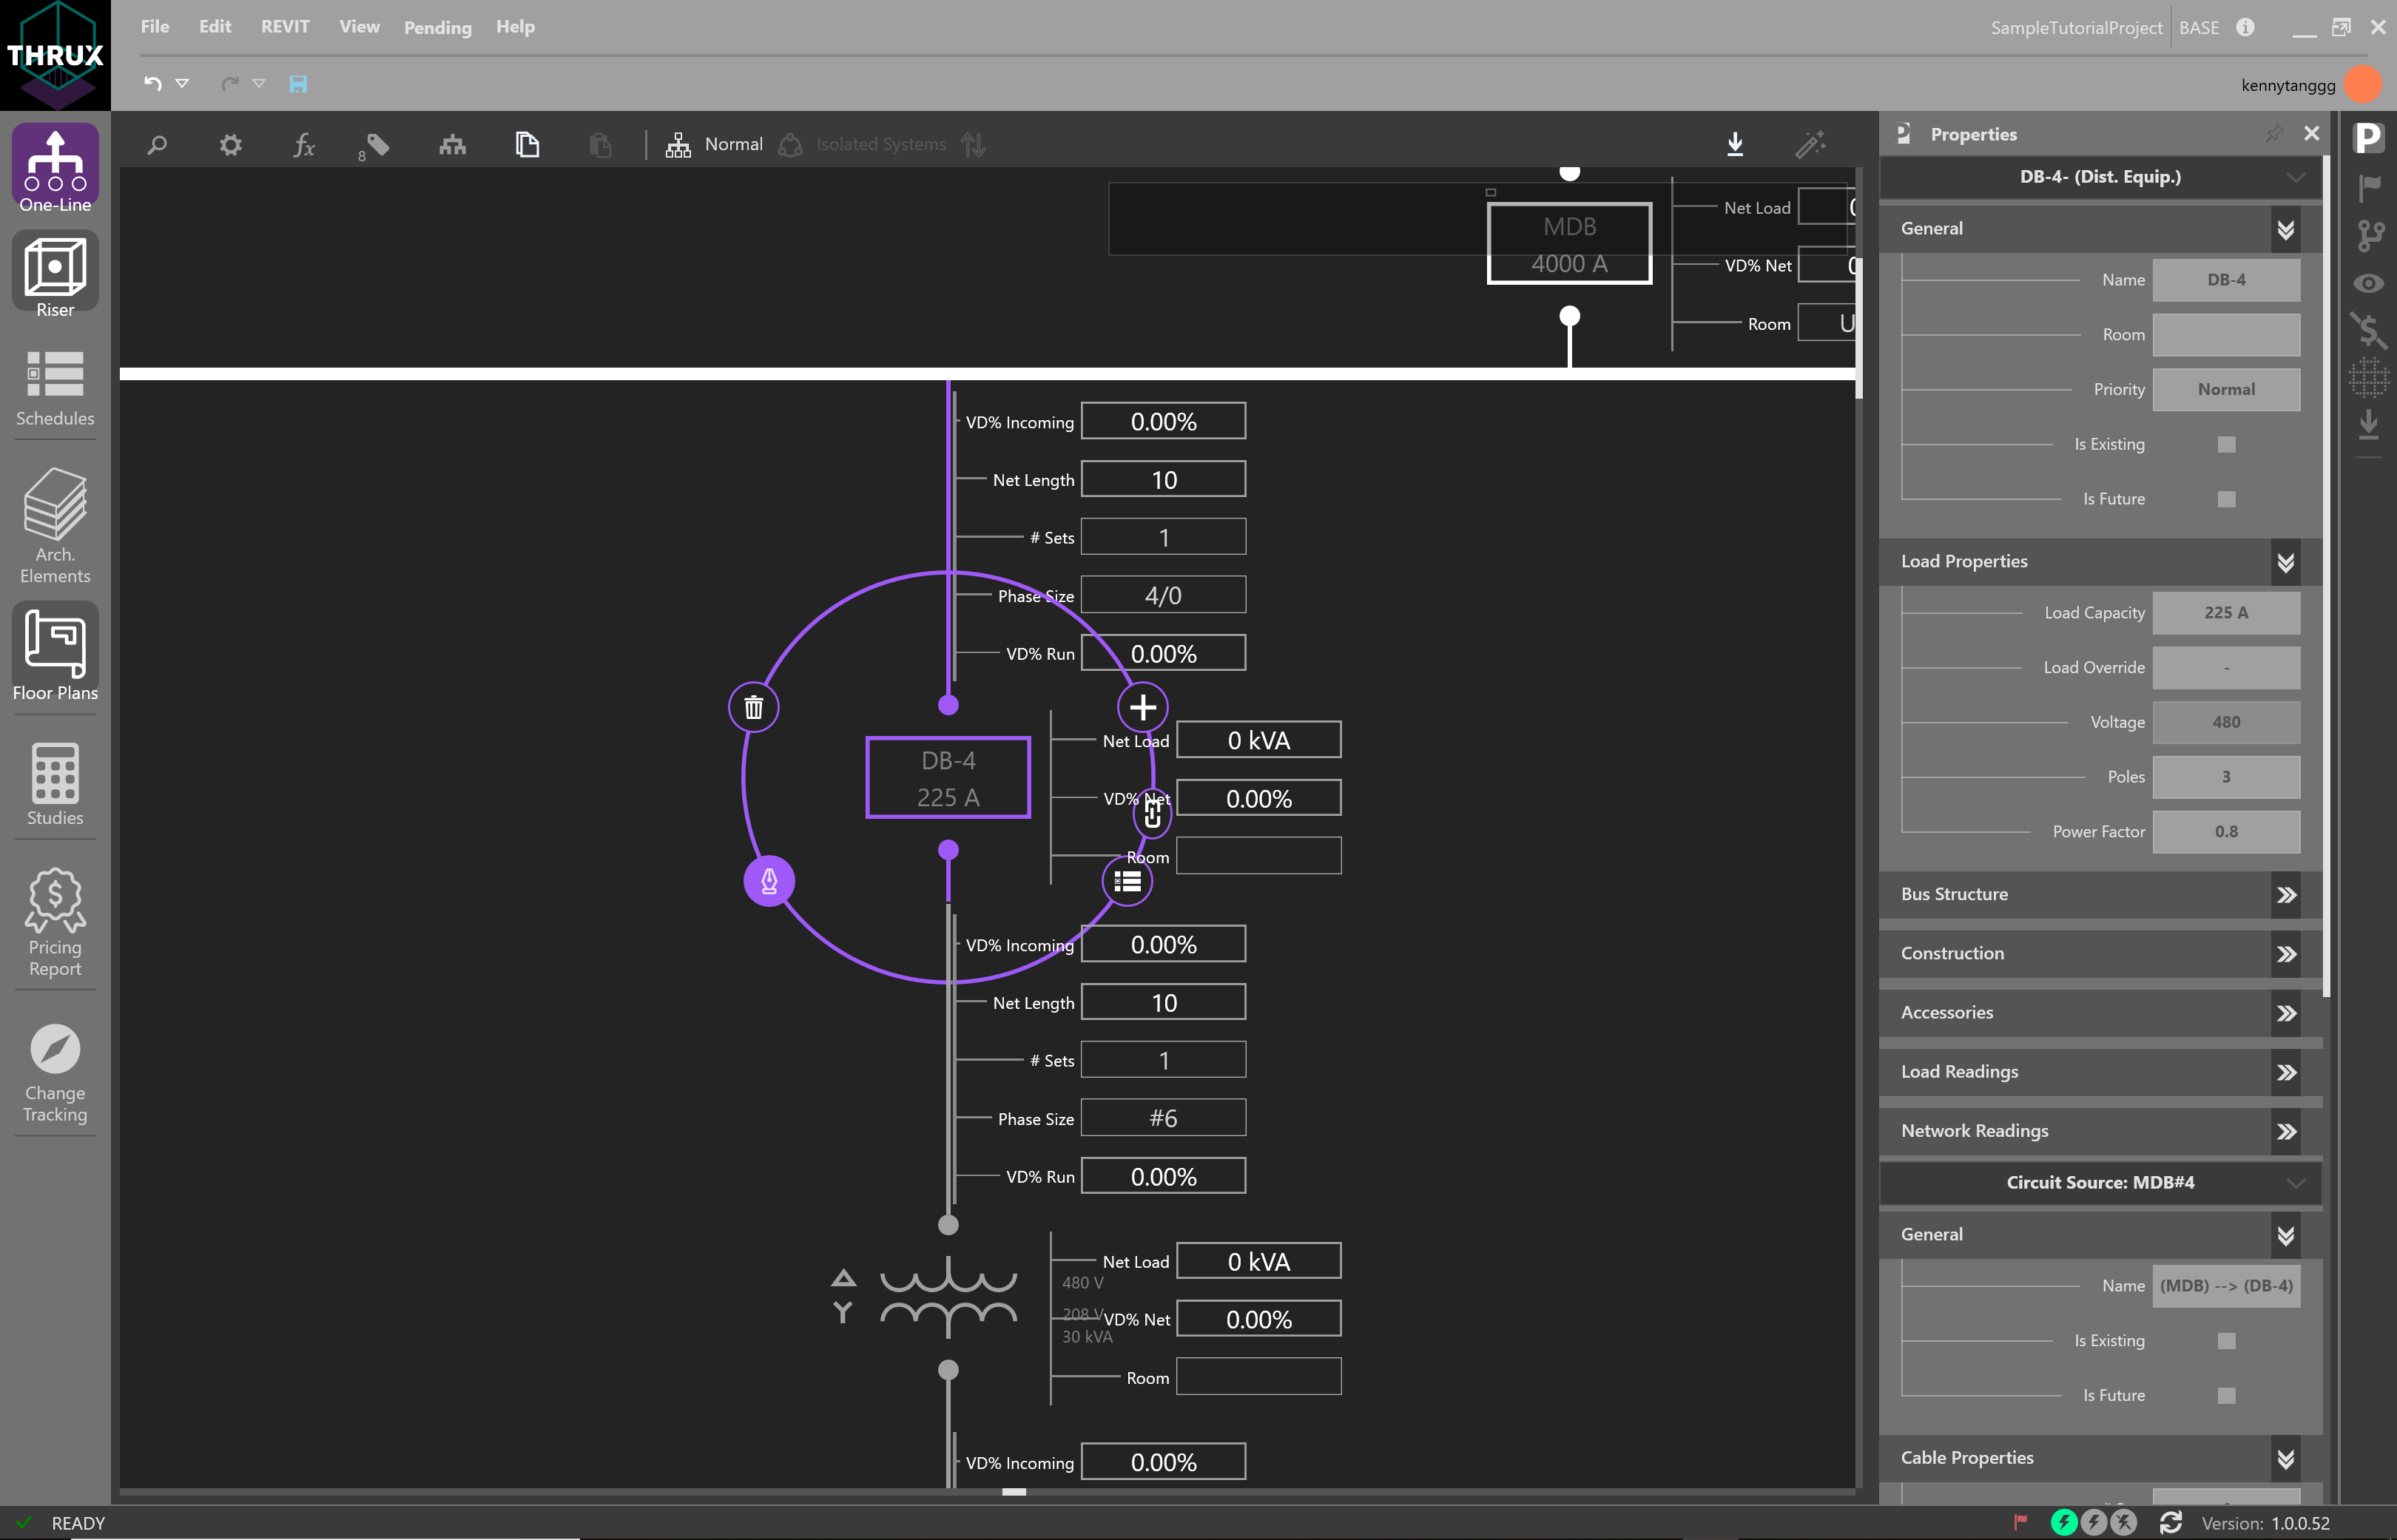 THRUX
File Edit REVIT View Pending Help
SampleTutorialProject BASE
kennytanggg
One-Line
Riser
Schedules
Arch.
Elements
Floor Plans
Studies
Pricing
Report
Change
Tracking
fx
8
Normal
Isolated Systems
MDB
4000 A
Net Load
VD% Net
Room
VD% Incoming 0.00%
Net Length 10
# Sets 1
Phase Size 4/0
VD% Run 0.00%
DB-4
225 A
Net Load 0 kVA
VD% Net 0.00%
Room
VD% Incoming 0.00%
Net Length 10
# Sets 1
Phase Size #6
VD% Run 0.00%
Net Load 0 kVA
480 V
208 V
VD% Net 0.00%
30 kVA
Room
VD% Incoming 0.00%
Properties
DB-4- (Dist. Equip.)
General
Name DB-4
Room
Priority Normal
Is Existing
Is Future
Load Properties
Load Capacity 225 A
Load Override -
Voltage 480
Poles 3
Power Factor 0.8
Bus Structure
Construction
Accessories
Load Readings
Network Readings
Circuit Source: MDB#4
General
Name (MDB) --> (DB-4)
Is Existing
Is Future
Cable Properties
P
READY
Version: 1.0.0.52